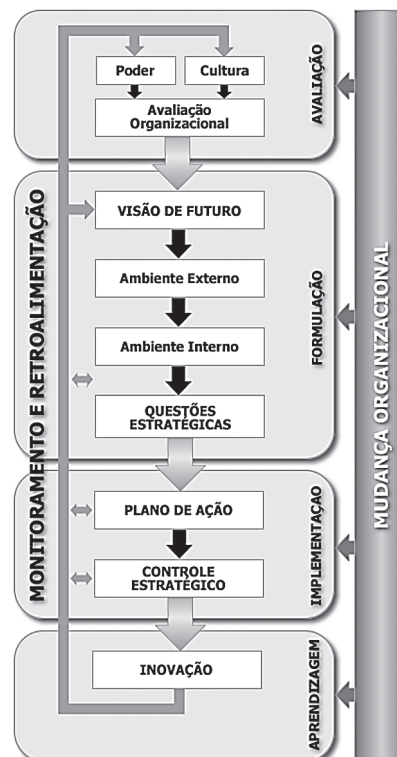 Poder
Cultura
Avaliação
Organizacional
AVALIAÇÃO
VISÃO DE FUTURO
Ambiente Externo
Ambiente Interno
QUESTÕES
ESTRATÉGICAS
FORMULAÇÃO
PLANO DE AÇÃO
CONTROLE
ESTRATÉGICO
IMPLEMENTAÇÃO
INOVAÇÃO
APRENDIZAGEM
MONITORAMENTO E RETROALIMENTAÇÃO
MUDANÇA ORGANIZACIONAL